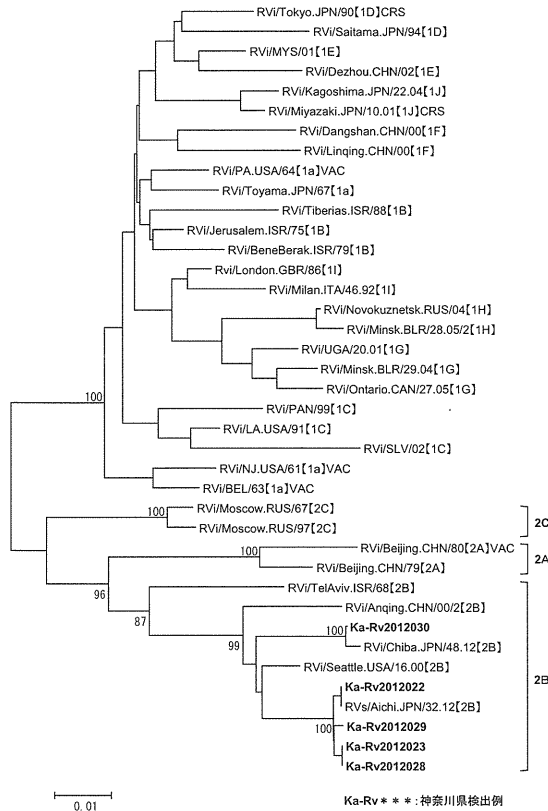 RVi/Tokyo.JPN/90【1D】CRS
RVi/Saitama.JPN/94【1D】
RVi/MYS/01【1E】
RVi/Dezhou.CHN/02【1E】
RVi/Kagoshima.JPN/22.04【1J】
RVi/Miyazaki.JPN/10.01【1J】CRS
RVi/Dangshan.CHN/00【1F】
RVi/Linqing.CHN/00【1F】
RVi/PA.USA/64【1a】VAC
RVi/Toyama.JPN/67【1a】
RVi/Tiberias.ISR/88【1B】
RVi/Jerusalem.ISR/75【1B】
RVi/BeneBerak.ISR/79【1B】
Rvi/London.GBR/86【1I】
RVi/Milan.ITA/46.92【1I】
RVi/Novokuznetsk.RUS/04【1H】
RVi/Minsk.BLR/28.05/2【1H】
RVi/UGA/20.01【1G】
RVi/Minsk.BLR/29.04【1G】
RVi/Ontario.CAN/27.05【1G】
100
RVi/PAN/99【1C】
RVi/LA.USA/91【1C】
RVi/SLV/02【1C】
RVi/NJ.USA/61【1a】VAC
RVi/BEL/63【1a】VAC
100
RVi/Moscow.RUS/67【2C】
RVi/Moscow.RUS/97【2C】
2C
100
RVi/Beijing.CHN/80【2A】VAC
RVi/Beijing.CHN/79【2A】
2A
96
RVi/TelAviv.ISR/68【2B】
87
RVi/Anqing.CHN/00/2【2B】
99
100
Ka-Rv2012030
RVi/Chiba.JPN/48.12【2B】
RVi/Seattle.USA/16.00【2B】
2B
Ka-Rv2012022
RVs/Aichi.JPN/32.12【2B】
100
Ka-Rv2012029
Ka-Rv2012023
Ka-Rv2012028
0.01
Ka-Rv＊＊＊:神奈川県検出例